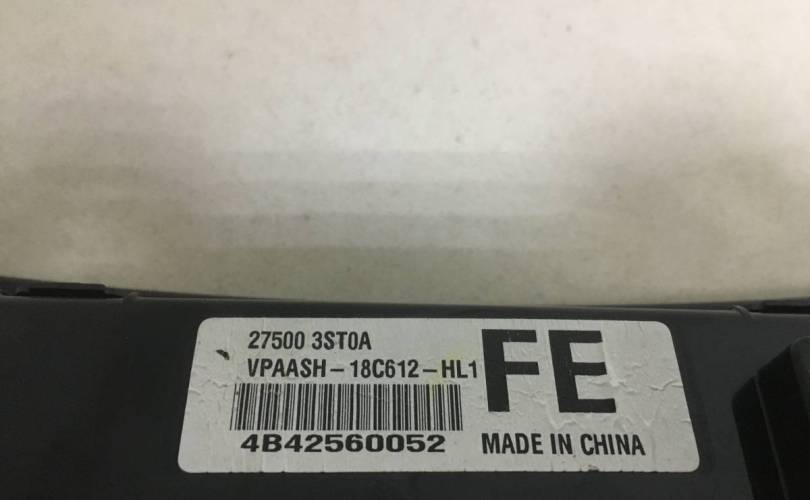 27500 3ST0A
VPAASH-18C612-HL1
FE
4B42560052
MADE IN CHINA